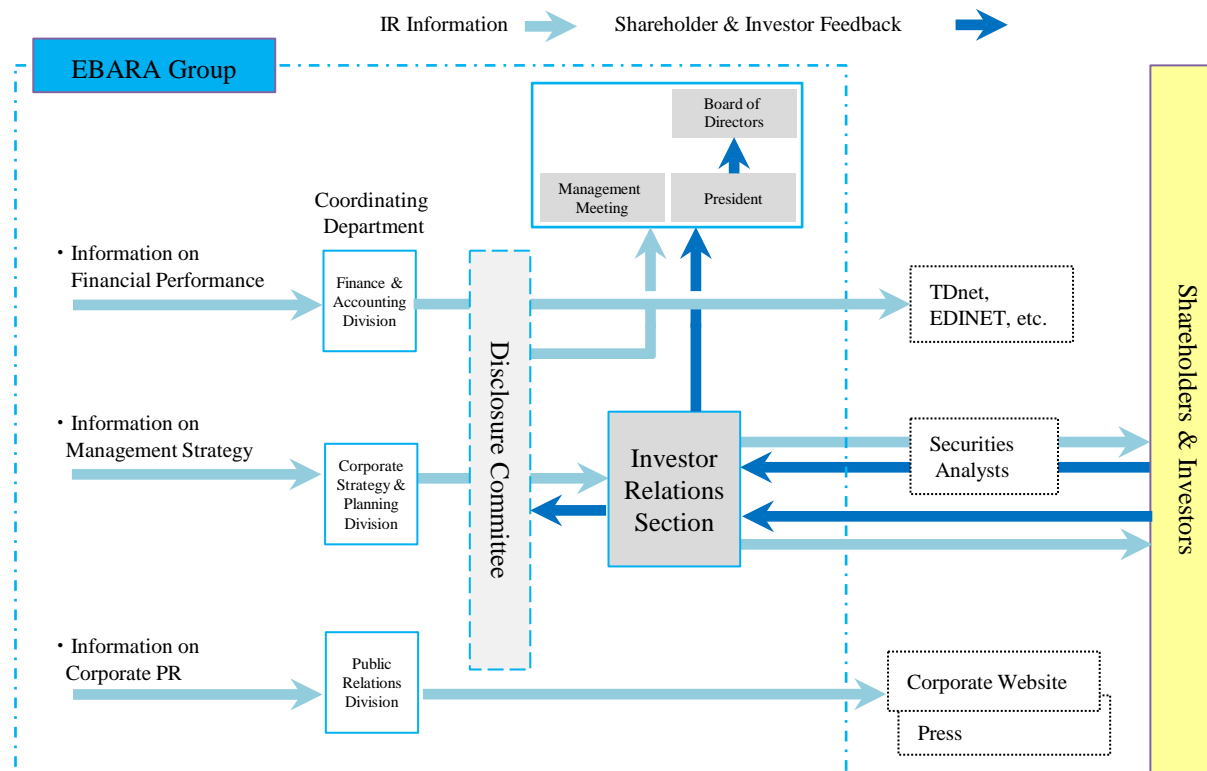 IR Information
Shareholder & Investor Feedback
EBARA Group
Board of
Directors
Management
Meeting
President
Coordinating
Department
・Information on
Financial Performance
Finance &
Accounting
Division
TDnet,
EDINET, etc.
Disclosure Committee
・Information on
Management Strategy
Corporate
Strategy &
Planning
Division
Investor
Relations
Section
Securities
Analysts
Shareholders & Investors
・Information on
Corporate PR
Public
Relations
Division
Corporate Website
Press